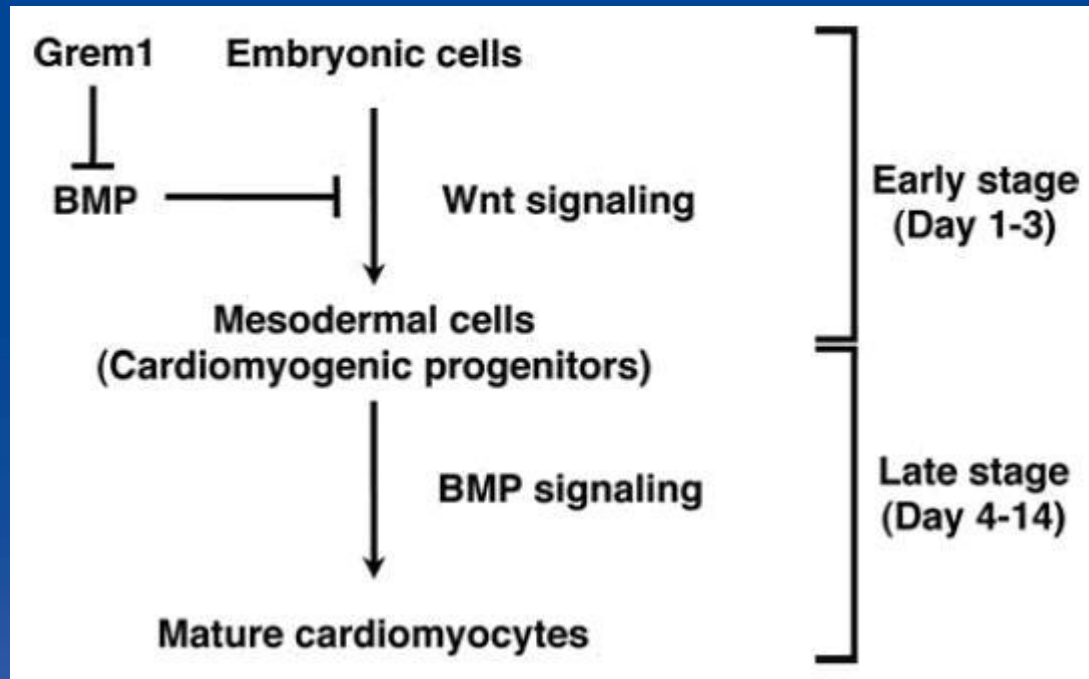 Grem1
Embryonic cells
BMP
Wnt signaling
Early stage
(Day 1-3)
Mesodermal cells
(Cardiomyogenic progenitors)
BMP signaling
Late stage
(Day 4-14)
Mature cardiomyocytes